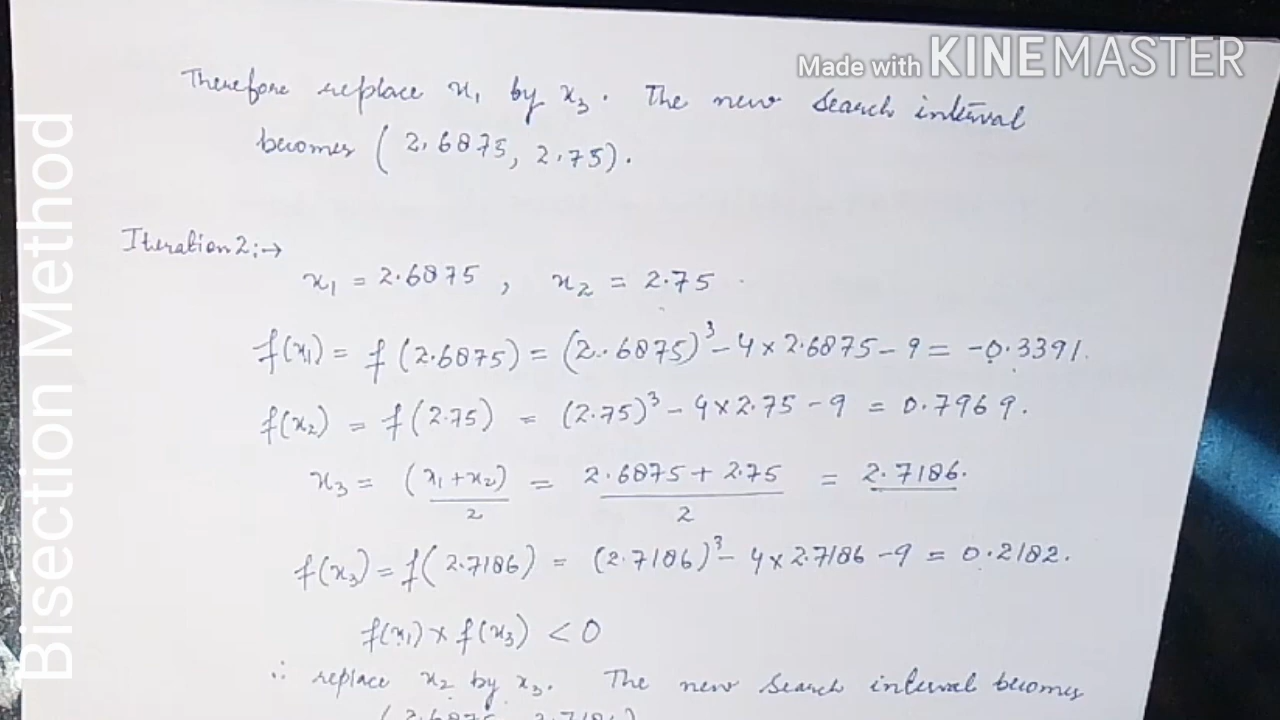 Made with KINEMASTER
Bisection Method
Therefore replace x₁ by x₃. The new search interval
becomes (2.6875, 2.75).
Iteration 2:→
x₁ = 2.6875, x₂ = 2.75
f(x₁) = f(2.6875) = (2.6875)³ - 4 × 2.6875 - 9 = -0.3391.
f(x₂) = f(2.75) = (2.75)³ - 4 × 2.75 - 9 = 0.7969.
x₃ = (x₁+x₂)/2 = (2.6875 + 2.75)/2 = 2.7186.
f(x₃) = f(2.7186) = (2.7186)³ - 4 × 2.7186 - 9 = 0.2182.
f(x₁) × f(x₃) < 0
∴ replace x₂ by x₃. The new search interval becomes
(2.6875, 2.7186)